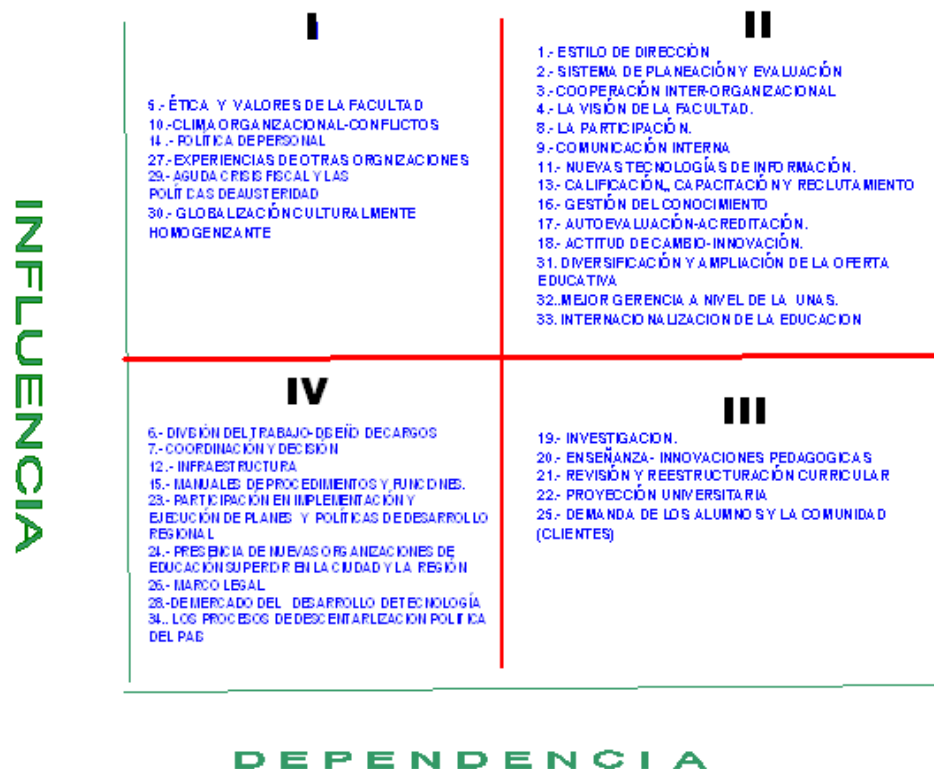 INFLUENCIA
I
5.- ÉTICA Y VALORES DE LA FACULTAD
10.-CLIMA ORGANIZACIONAL-CONFLICTOS
14 .- POLÍTICA DE PERSONAL
27.-EXPERIENCIAS DE OTRAS ORGNIZACIONES
29.- AGUDA CRISIS FISCAL Y LAS
POLÍTICAS DE AUSTERIDAD
30.- GLOBALIZACIÓN CULTURALMENTE
HOMOGENIZANTE
II
1.- ESTILO DE DIRECCIÓN
2.- SISTEMA DE PLANEACIÓN Y EVALUACIÓN
3.-COOPERACIÓN INTER-ORGANIZACIONAL
4.- LA VISIÓN DE LA FACULTAD.
8.- LA PARTICIPACIÓN.
9.-COMUNICACIÓN INTERNA
11.- NUEVAS TECNOLOGÍAS DE INFORMACIÓN.
13.- CALIFICACIÓN,, CAPACITACIÓN Y RECLUTAMIENTO
16.- GESTIÓN DEL CONOCIMIENTO
17.- AUTOEVALUACIÓN-ACREDITACIÓN.
18.- ACTITUD DE CAMBIO-INNOVACIÓN.
31. DIVERSIFICACIÓN Y AMPLIACIÓN DE LA OFERTA
EDUCATIVA
32..MEJOR GERENCIA A NIVEL DE LA UNAS.
33. INTERNACIONALIZACION DE LA EDUCACION
IV
6.- DIVISIÓN DEL TRABAJO-DISEÑO DE CARGOS
7.-COORDINACIÓN Y DECISIÓN
12.- INFRAESTRUCTURA
15.- MANUALES DE PROCEDIMIENTOS Y FUNCIONES.
23.- PARTICIPACIÓN EN IMPLEMENTACIÓN Y
EJECUCIÓN DE PLANES Y POLÍTICAS DE DESARROLLO
REGIONAL
24.- PRESENCIA DE NUEVAS ORGANIZACIONES DE
EDUCACIÓN SUPERIOR EN LA CIUDAD Y LA REGIÓN
26.- MARCO LEGAL
28.-DE MERCADO DEL DESARROLLO DE TECNOLOGÍA
34.. LOS PROCESOS DE DESCENTARLIZACION POLITICA
DEL PAIS
III
19.- INVESTIGACION.
20.- ENSEÑANZA- INNOVACIONES PEDAGOGICAS
21.- REVISIÓN Y REESTRUCTURACIÓN CURRICULAR
22.- PROYECCIÓN UNIVERSITARIA
25.- DEMANDA DE LOS ALUMNOS Y LA COMUNIDAD
(CLIENTES)
DEPENDENCIA